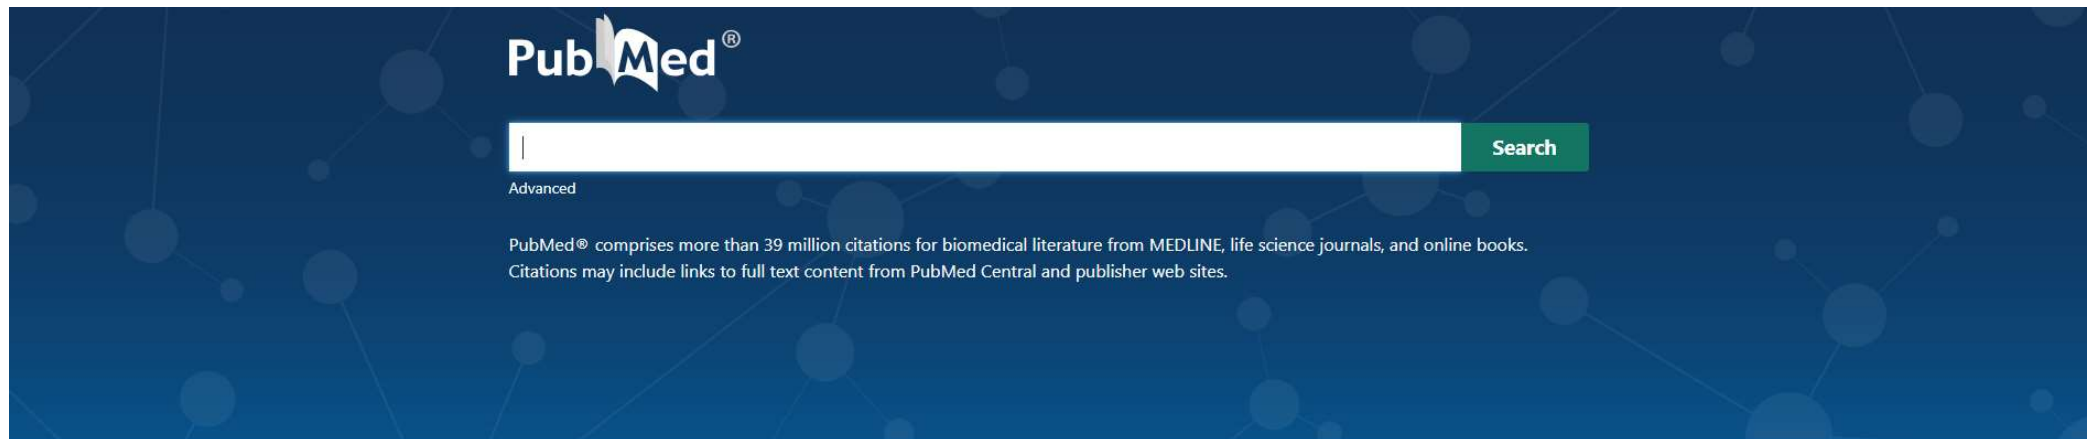 PubMed®
Search
Advanced
PubMed® comprises more than 39 million citations for biomedical literature from MEDLINE, life science journals, and online books.
Citations may include links to full text content from PubMed Central and publisher web sites.